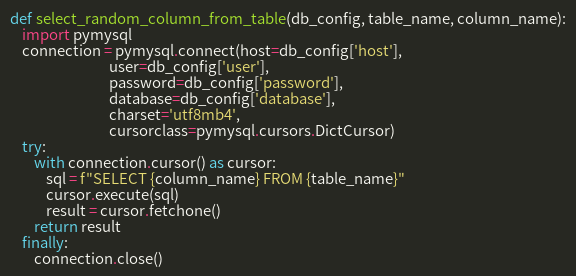 def select_random_column_from_table(db_config, table_name, column_name):
    import pymysql
    connection = pymysql.connect(host=db_config['host'],
                                 user=db_config['user'],
                                 password=db_config['password'],
                                 database=db_config['database'],
                                 charset='utf8mb4',
                                 cursorclass=pymysql.cursors.DictCursor)
    try:
        with connection.cursor() as cursor:
            sql = f"SELECT {column_name} FROM {table_name}"
            cursor.execute(sql)
            result = cursor.fetchone()
        return result
    finally:
        connection.close()